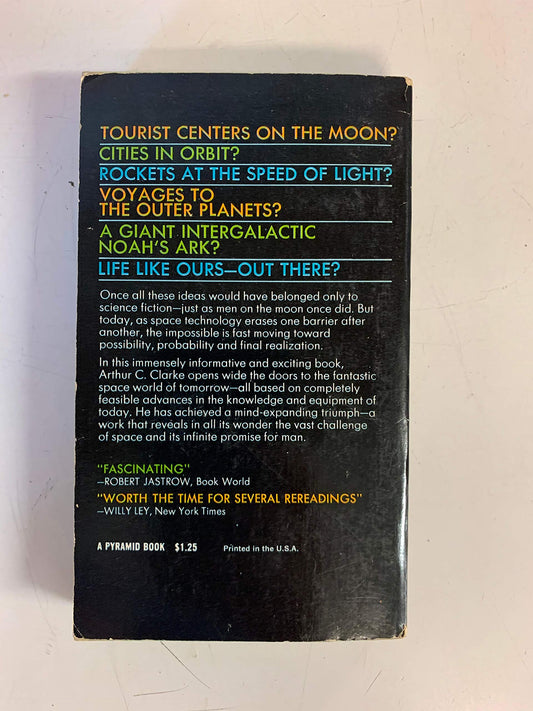 TOURIST CENTERS ON THE MOON?
CITIES IN ORBIT?
ROCKETS AT THE SPEED OF LIGHT?
VOYAGES TO
THE OUTER PLANETS?
A GIANT INTERGALACTIC
NOAH'S ARK?
LIFE LIKE OURS—OUT THERE?
Once all these ideas would have belonged only to
science fiction—just as men on the moon once did. But
today, as space technology erases one barrier after
another, the impossible is fast moving toward
possibility, probability and final realization.
In this immensely informative and exciting book,
Arthur C. Clarke opens wide the doors to the fantastic
space world of tomorrow—all based on completely
feasible advances in the knowledge and equipment of
today. He has achieved a mind-expanding triumph—a
work that reveals in all its wonder the vast challenge
of space and its infinite promise for man.
"FASCINATING"
—ROBERT JASTROW, Book World
"WORTH THE TIME FOR SEVERAL REREADINGS"
—WILLY LEY, New York Times
A PYRAMID BOOK $1.25 Printed in the U.S.A.